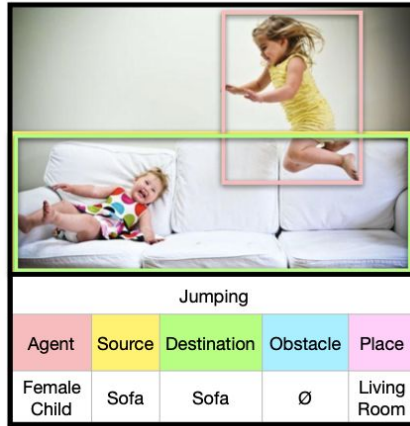 Jumping
Agent Source Destination Obstacle Place
Female Child Sofa Sofa Ø Living Room